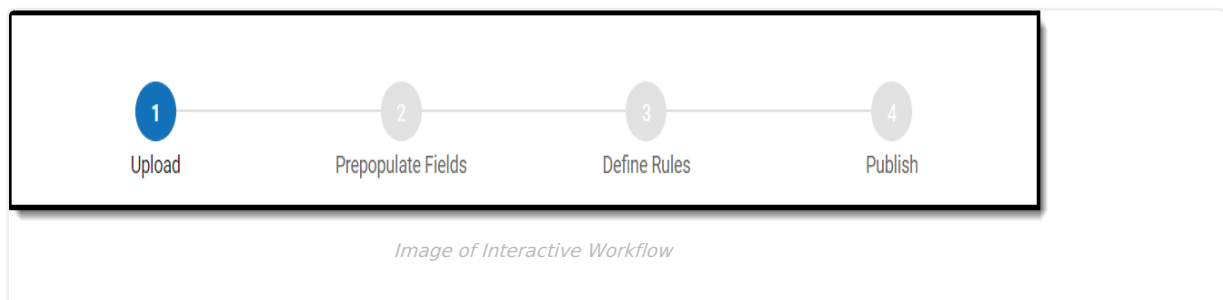 1 2 3 4
Upload Prepopulate Fields Define Rules Publish
Image of Interactive Workflow